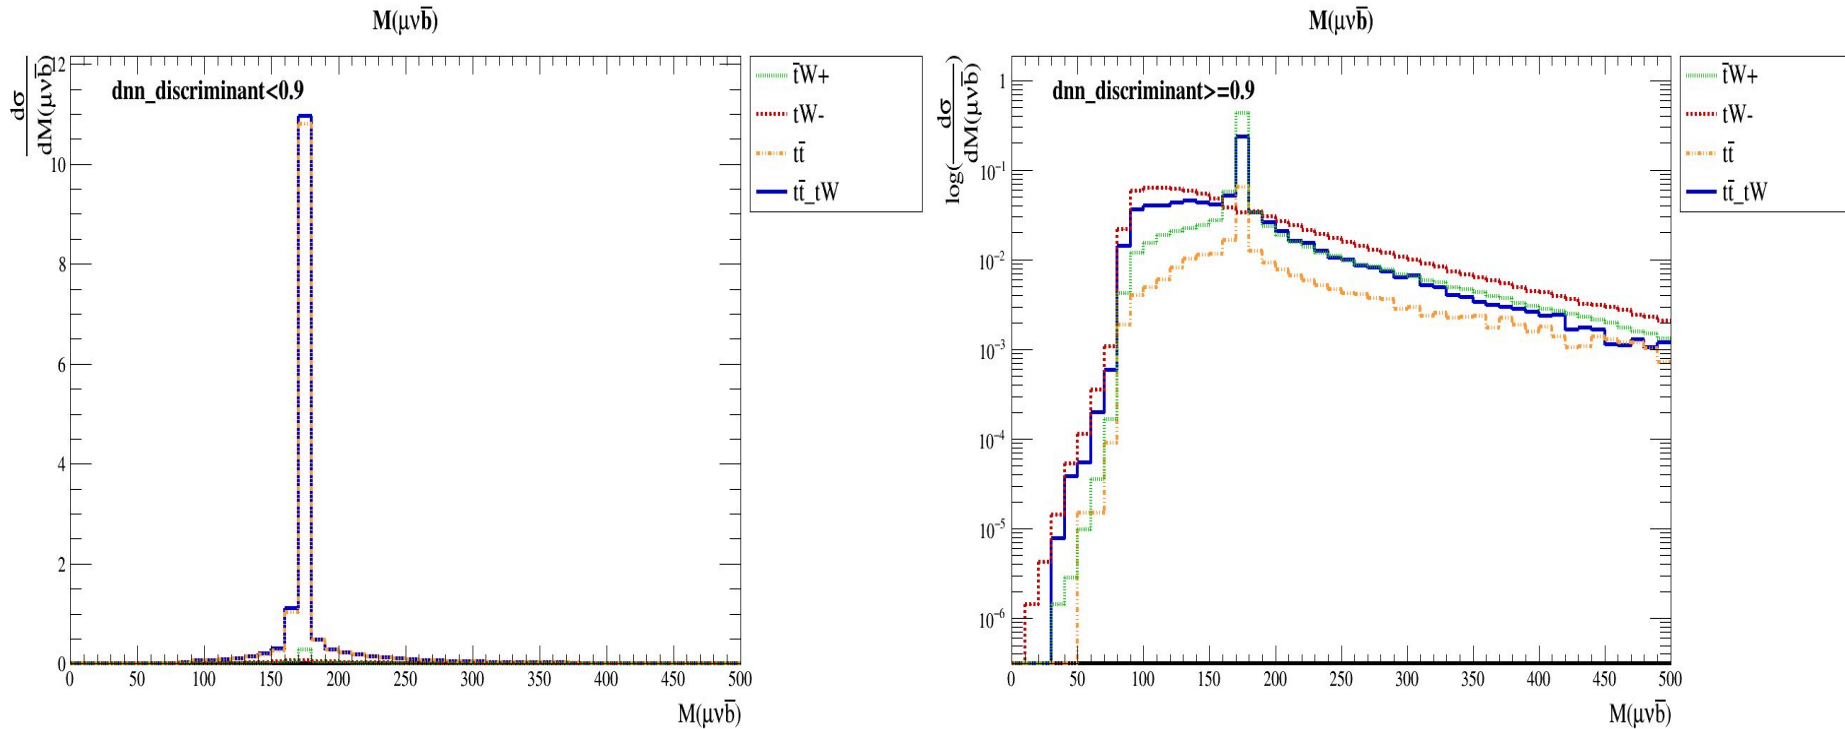 M(μνb̄)
dσ
dM(μνb̄)
12
10
8
6
4
2
0
dnn_discriminant<0.9
0 50 100 150 200 250 300 350 400 450 500
M(μνb̄)
t̄W+
tW-
tt̄
tt̄_tW
M(μνb̄)
log(dσ
dM(μνb̄))
1
10⁻¹
10⁻²
10⁻³
10⁻⁴
10⁻⁵
10⁻⁶
dnn_discriminant>=0.9
0 50 100 150 200 250 300 350 400 450 500
M(μνb̄)
t̄W+
tW-
tt̄
tt̄_tW